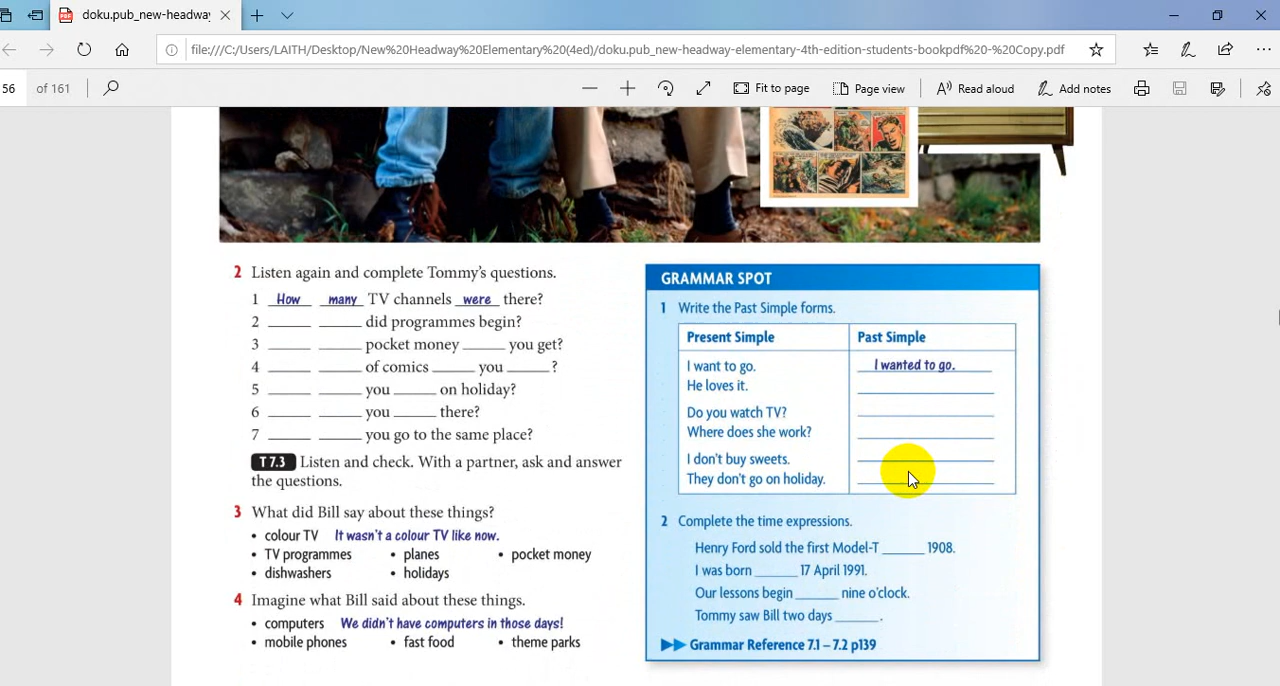 doku.pub_new-headway
file:///C:/Users/LAITH/Desktop/New%20Headway%20Elementary%20(4ed)/doku.pub_new-headway-elementary-4th-edition-students-bookpdf%20-%20Copy.pdf
56 of 161 Fit to page Page view Read aloud Add notes
2 Listen again and complete Tommy's questions.
1 How many TV channels were there?
2 ______ ______ did programmes begin?
3 ______ ______ pocket money ______ you get?
4 ______ ______ of comics ______ you ______?
5 ______ ______ you ______ on holiday?
6 ______ ______ you ______ there?
7 ______ ______ you go to the same place?
T 7.3 Listen and check. With a partner, ask and answer
the questions.
3 What did Bill say about these things?
• colour TV It wasn't a colour TV like now.
• TV programmes • planes • pocket money
• dishwashers • holidays
4 Imagine what Bill said about these things.
• computers We didn't have computers in those days!
• mobile phones • fast food • theme parks
GRAMMAR SPOT
1 Write the Past Simple forms.
Present Simple Past Simple
I want to go. I wanted to go.
He loves it.
Do you watch TV?
Where does she work?
I don't buy sweets.
They don't go on holiday.
2 Complete the time expressions.
Henry Ford sold the first Model-T ______ 1908.
I was born ______ 17 April 1991.
Our lessons begin ______ nine o'clock.
Tommy saw Bill two days ______.
▶▶ Grammar Reference 7.1 – 7.2 p139